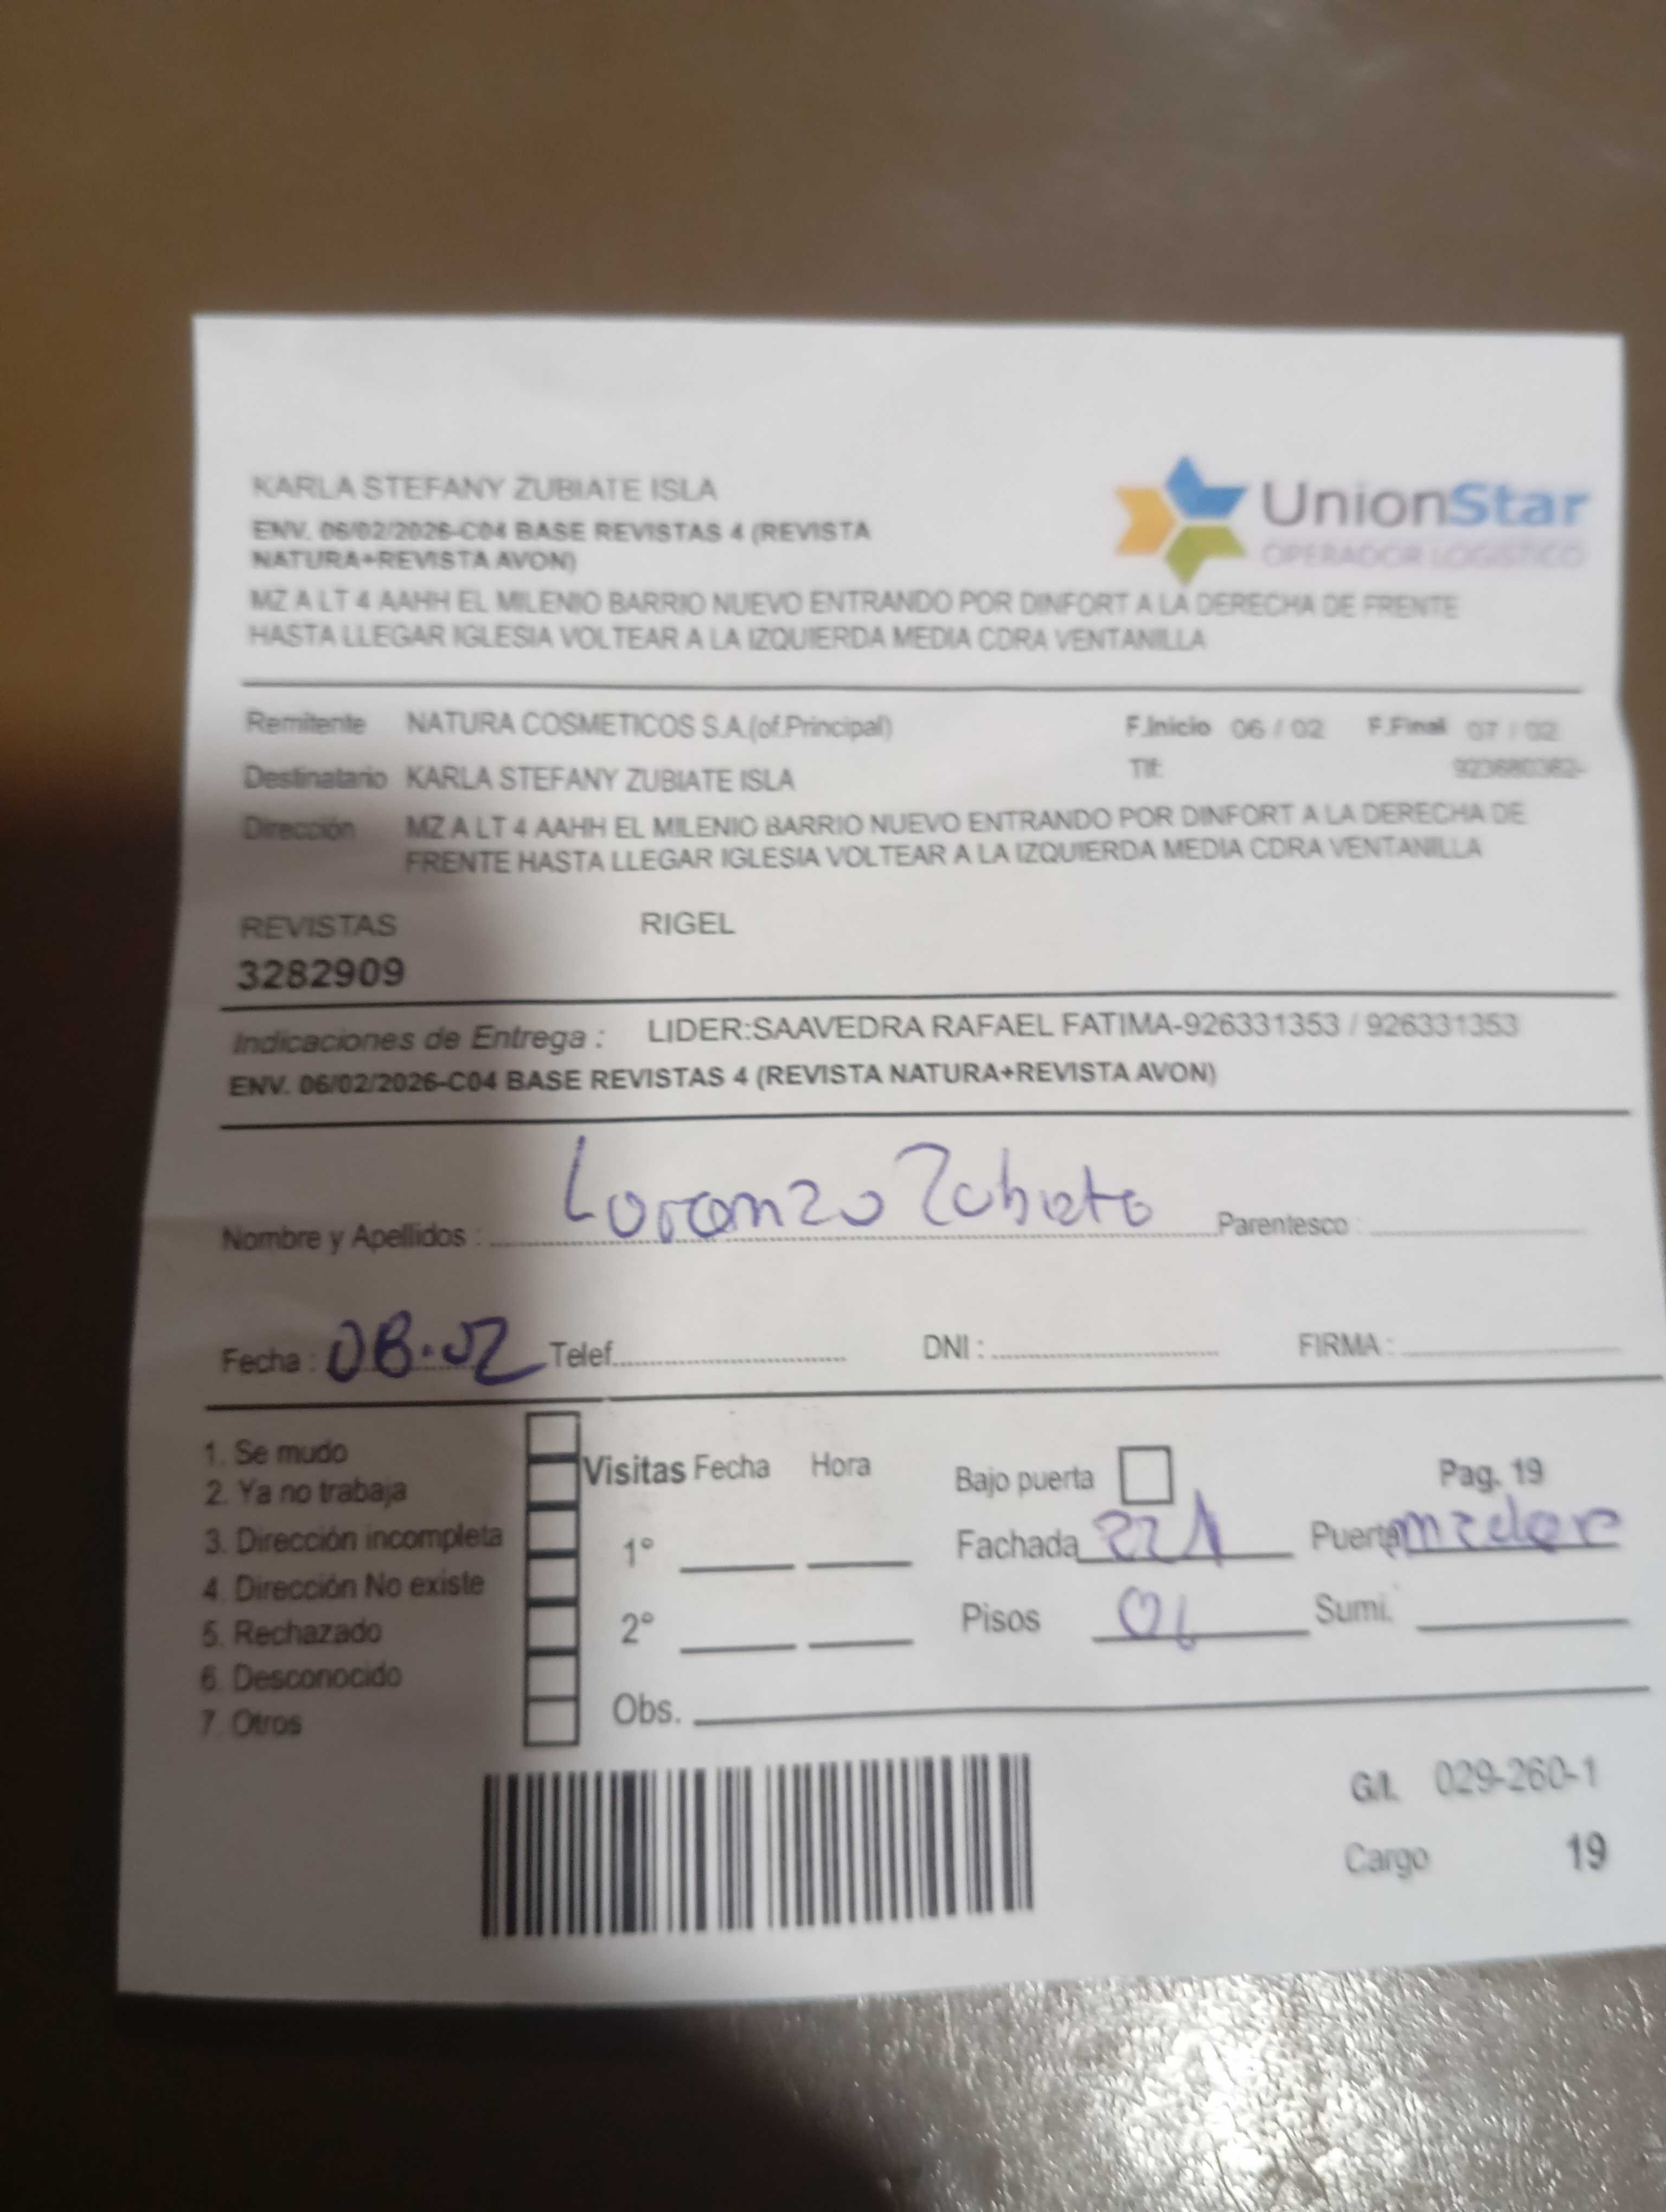 KARLA STEFANY ZUBIATE ISLA
ENV. 06/02/2026-C04 BASE REVISTAS 4 (REVISTA
NATURA+REVISTA AVON)
UnionStar
OPERADOR LOGÍSTICO
MZ A LT 4 AAHH EL MILENIO BARRIO NUEVO ENTRANDO POR DINFORT A LA DERECHA DE FRENTE
HASTA LLEGAR IGLESIA VOLTEAR A LA IZQUIERDA MEDIA CDRA VENTANILLA
Remitente NATURA COSMETICOS S.A.(of.Principal) F.Inicio 06 / 02 F.Final 07 / 02
Destinatario KARLA STEFANY ZUBIATE ISLA Tlf:
Dirección MZ A LT 4 AAHH EL MILENIO BARRIO NUEVO ENTRANDO POR DINFORT A LA DERECHA DE
FRENTE HASTA LLEGAR IGLESIA VOLTEAR A LA IZQUIERDA MEDIA CDRA VENTANILLA
REVISTAS RIGEL
3282909
Indicaciones de Entrega : LIDER:SAAVEDRA RAFAEL FATIMA-926331353 / 926331353
ENV. 06/02/2026-C04 BASE REVISTAS 4 (REVISTA NATURA+REVISTA AVON)
Nombre y Apellidos : Parentesco :
Fecha : 08.02 Telef. DNI : FIRMA :
1. Se mudo
2. Ya no trabaja
3. Dirección incompleta
4. Dirección No existe
5. Rechazado
6. Desconocido
7. Otros
Visitas Fecha Hora
1°
2°
Obs.
Bajo puerta Pag. 19
Fachada Puerta
Pisos Sumi.
G/I. 029-260-1
Cargo 19